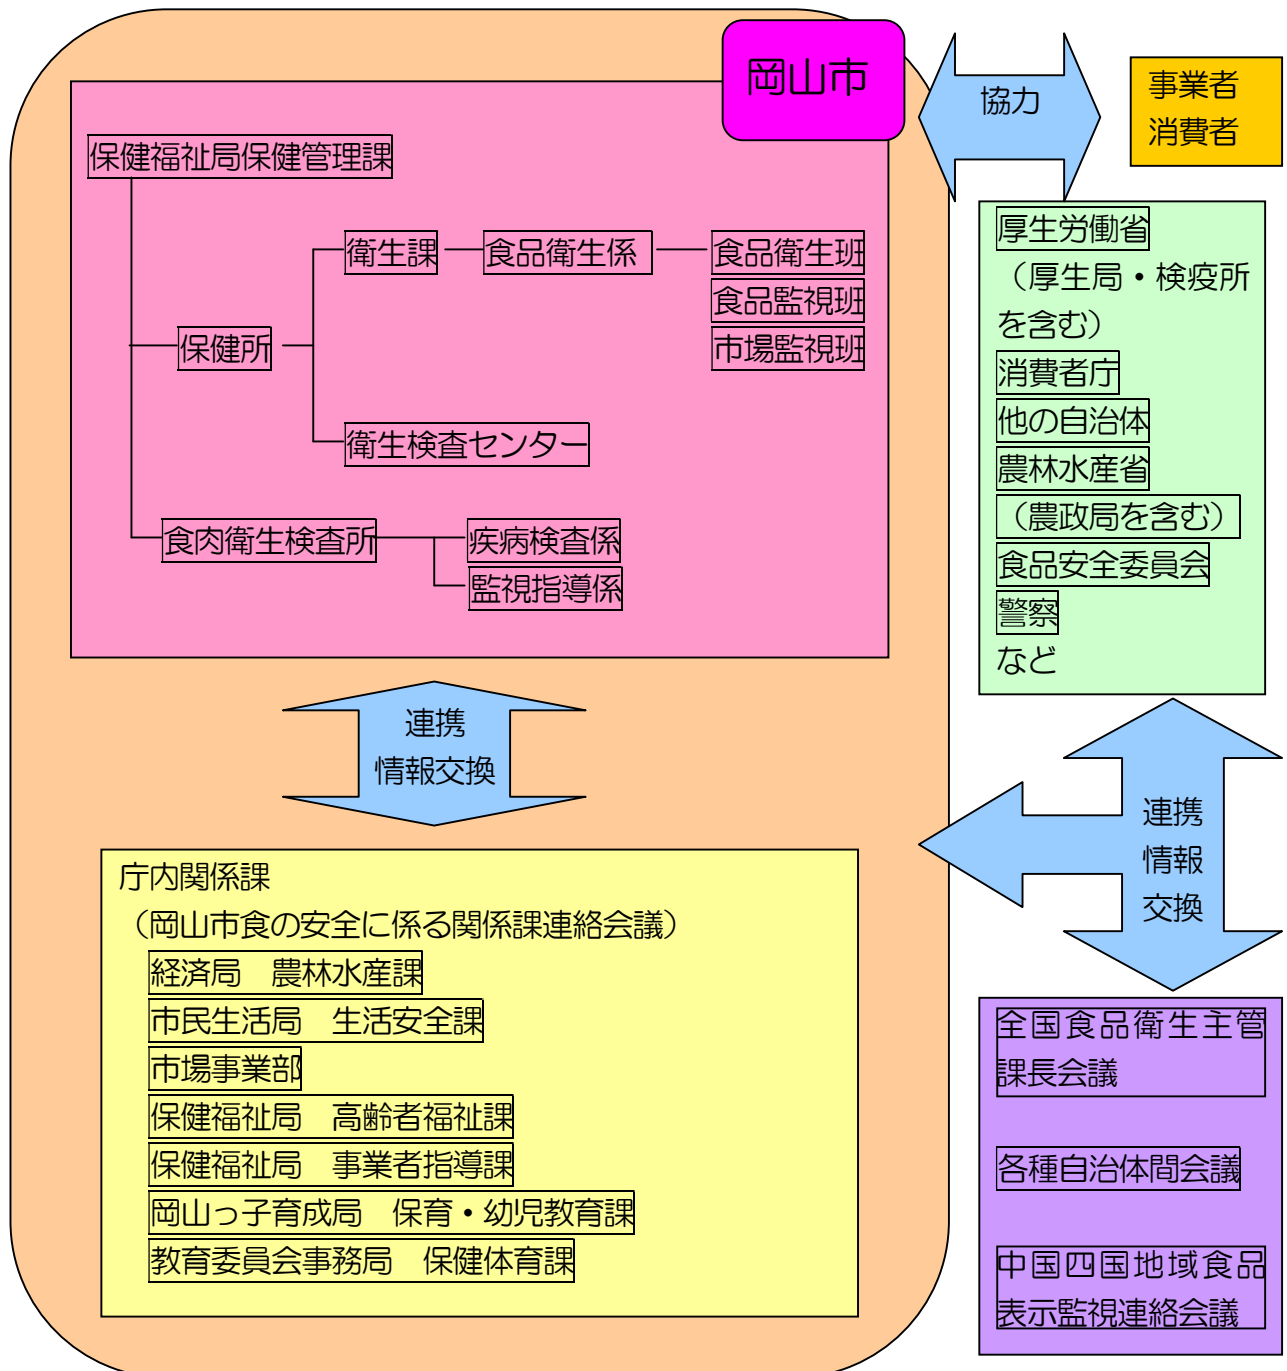 岡山市
協力
事業者
消費者
保健福祉局保健管理課
衛生課
食品衛生係
食品衛生班
食品監視班
保健所
市場監視班
衛生検査センター
食肉衛生検査所
疾病検査係
監視指導係
厚生労働省
（厚生局・検疫所
を含む）
消費者庁
他の自治体
農林水産省
（農政局を含む）
食品安全委員会
警察
など
連携
情報交換
連携
情報
交換
庁内関係課
（岡山市食の安全に係る関係課連絡会議）
経済局　農林水産課
市民生活局　生活安全課
市場事業部
保健福祉局　高齢者福祉課
保健福祉局　事業者指導課
岡山っ子育成局　保育・幼児教育課
教育委員会事務局　保健体育課
全国食品衛生主管
課長会議
各種自治体間会議
中国四国地域食品
表示監視連絡会議